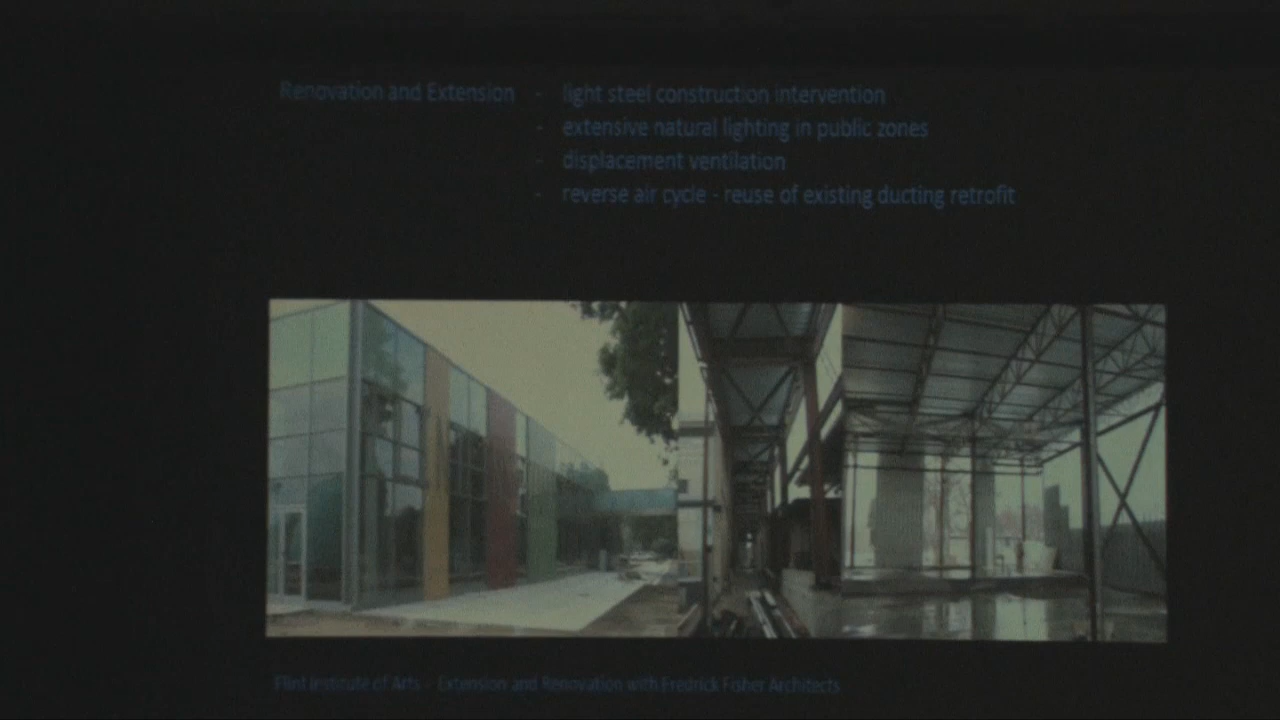 Renovation and Extension - light steel construction intervention
- extensive natural lighting in public zones
- displacement ventilation
- reverse air cycle - reuse of existing ducting retrofit
Flint Institute of Arts - Extension and Renovation with Fredrick Fisher Architects